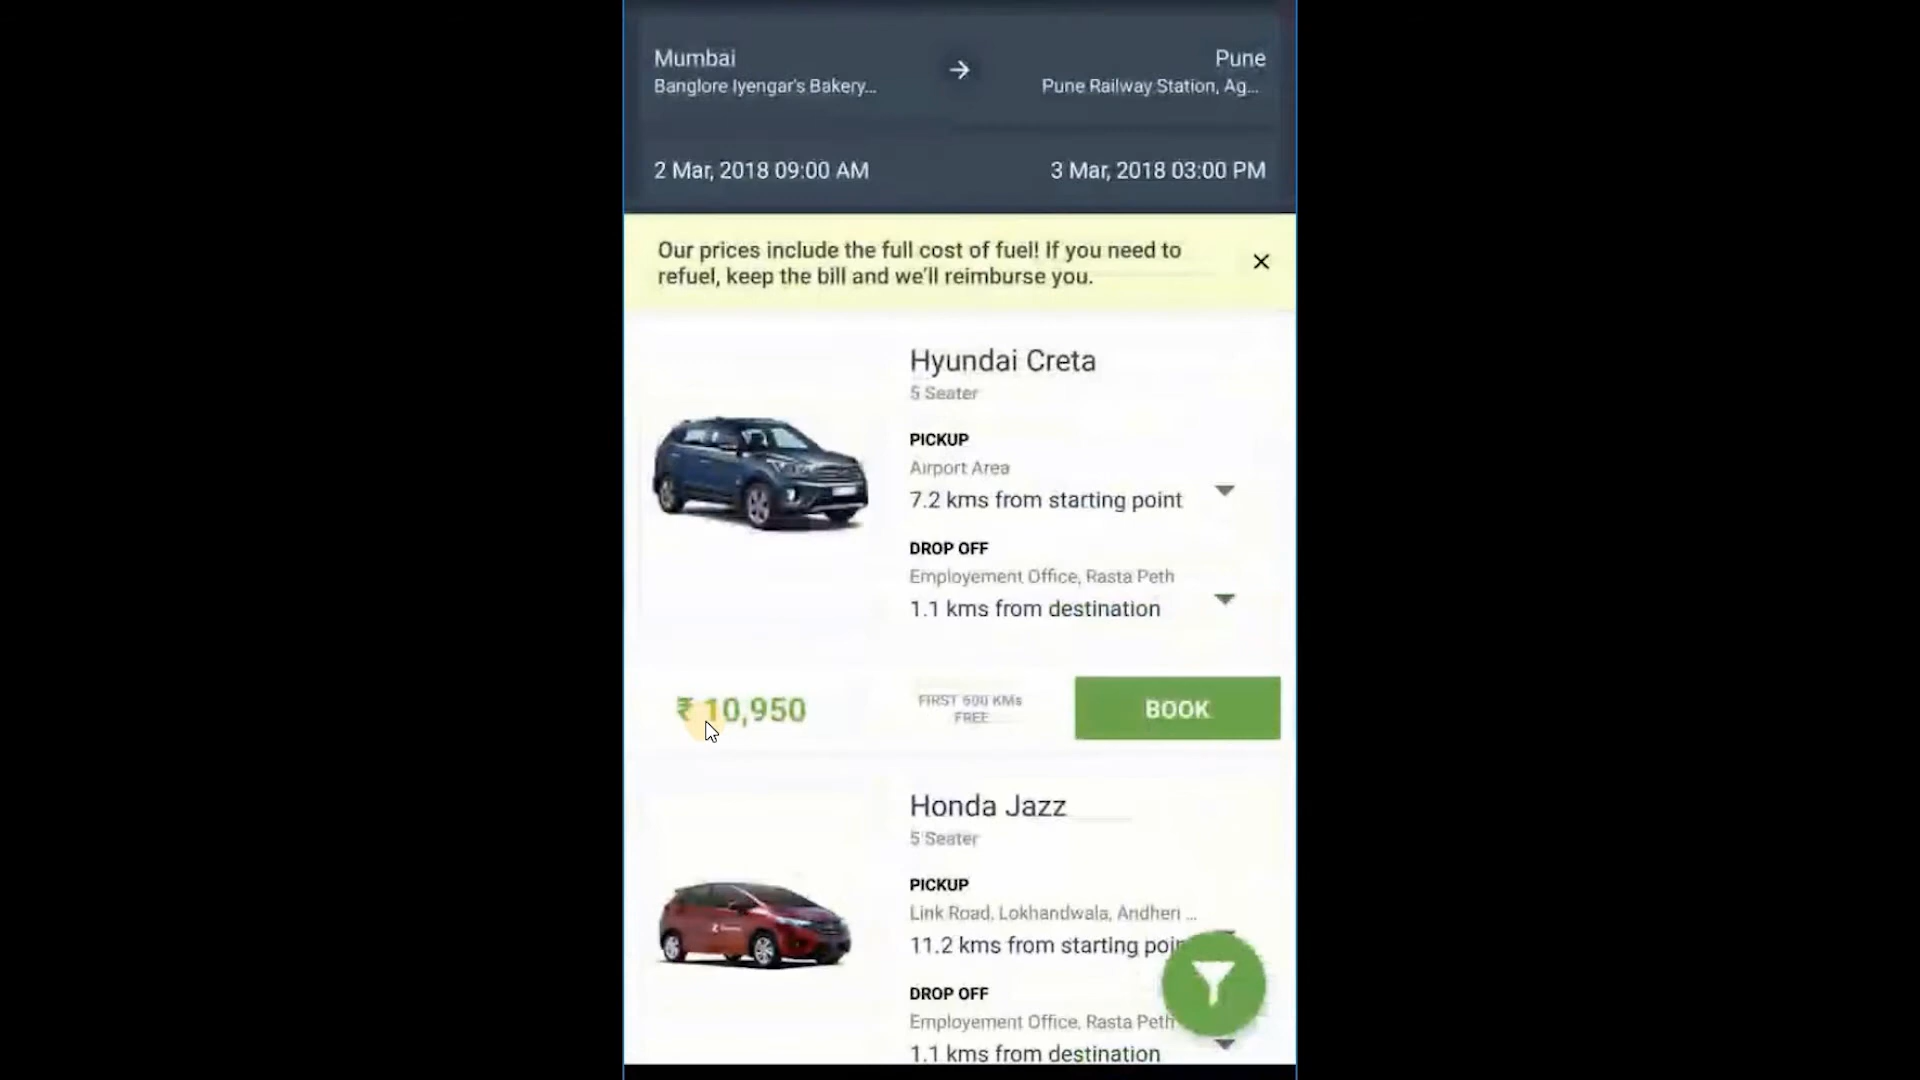 Mumbai
Pune
Banglore Iyengar's Bakery...
Pune Railway Station, Ag...
2 Mar, 2018 09:00 AM
3 Mar, 2018 03:00 PM
Our prices include the full cost of fuel! If you need to
refuel, keep the bill and we'll reimburse you.
Hyundai Creta
5 Seater
PICKUP
Airport Area
7.2 kms from starting point
DROP OFF
Employement Office, Rasta Peth
1.1 kms from destination
₹ 10,950
FIRST 600 KMs
FREE
BOOK
Honda Jazz
5 Seater
PICKUP
Link Road, Lokhandwala, Andheri ...
11.2 kms from starting
DROP OFF
Employement Office, Rasta Peth
1.1 kms from destination